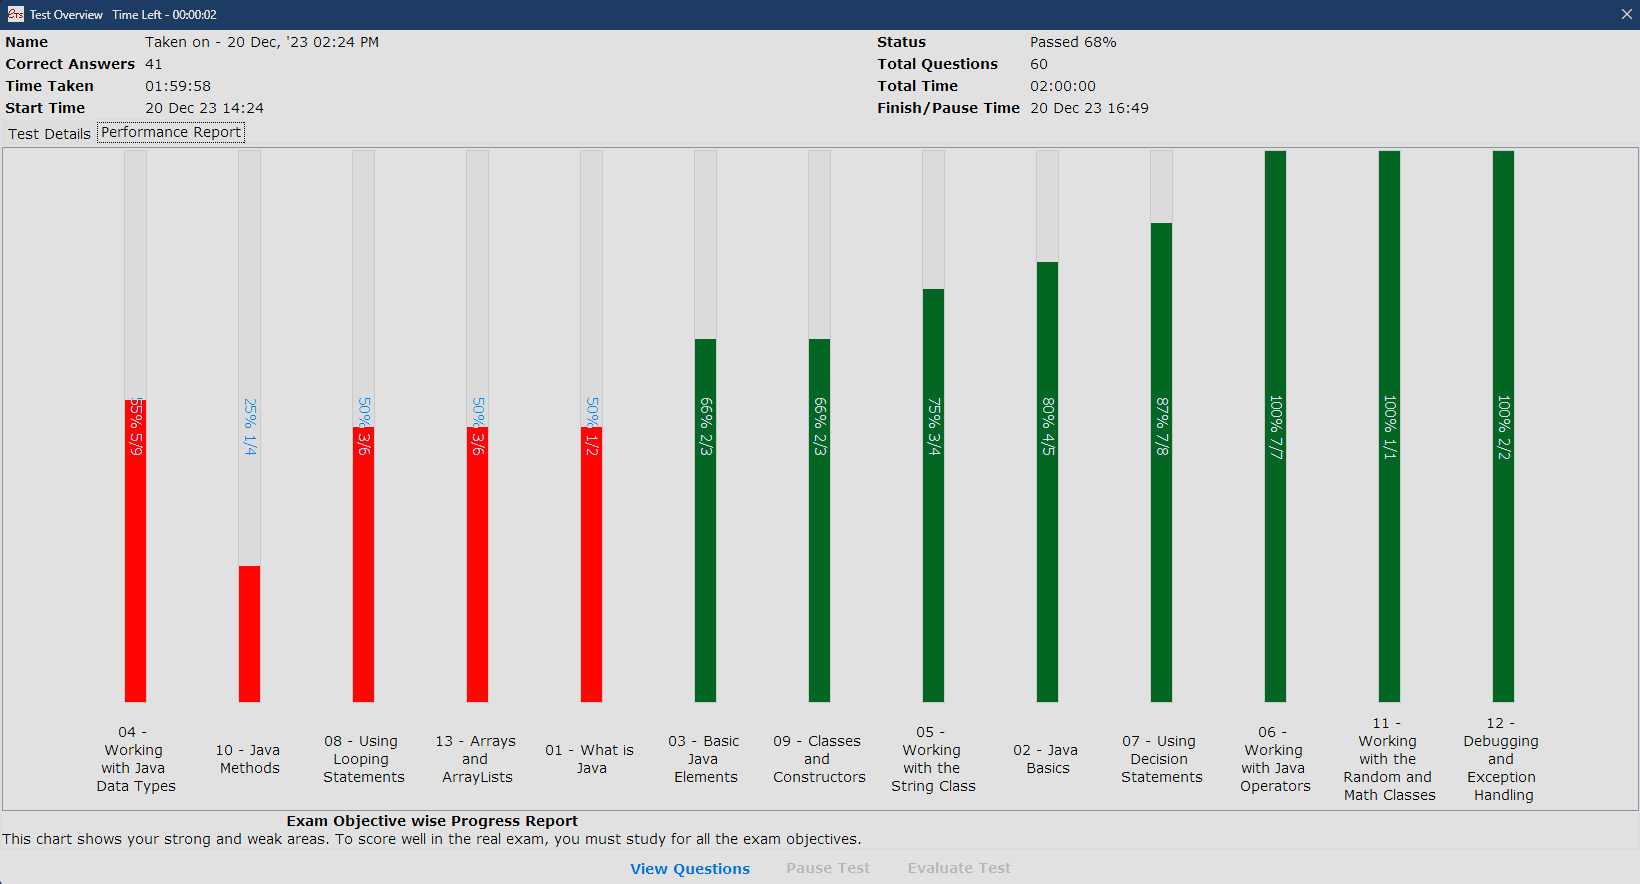 ETS Test Overview Time Left - 00:00:02
Name Taken on - 20 Dec, '23 02:24 PM Status Passed 68%
Correct Answers 41 Total Questions 60
Time Taken 01:59:58 Total Time 02:00:00
Start Time 20 Dec 23 14:24 Finish/Pause Time 20 Dec 23 16:49
Test Details Performance Report
55% 5/9
25% 1/4
50% 3/6
50% 3/6
50% 1/2
66% 2/3
66% 2/3
75% 3/4
80% 4/5
87% 7/8
100% 7/7
100% 1/1
100% 2/2
04 -
Working
with Java
Data Types
10 - Java
Methods
08 - Using
Looping
Statements
13 - Arrays
and
ArrayLists
01 - What is
Java
03 - Basic
Java
Elements
09 - Classes
and
Constructors
05 -
Working
with the
String Class
02 - Java
Basics
07 - Using
Decision
Statements
06 -
Working
with Java
Operators
11 -
Working
with the
Random and
Math Classes
12 -
Debugging
and
Exception
Handling
Exam Objective wise Progress Report
This chart shows your strong and weak areas. To score well in the real exam, you must study for all the exam objectives.
View Questions Pause Test Evaluate Test